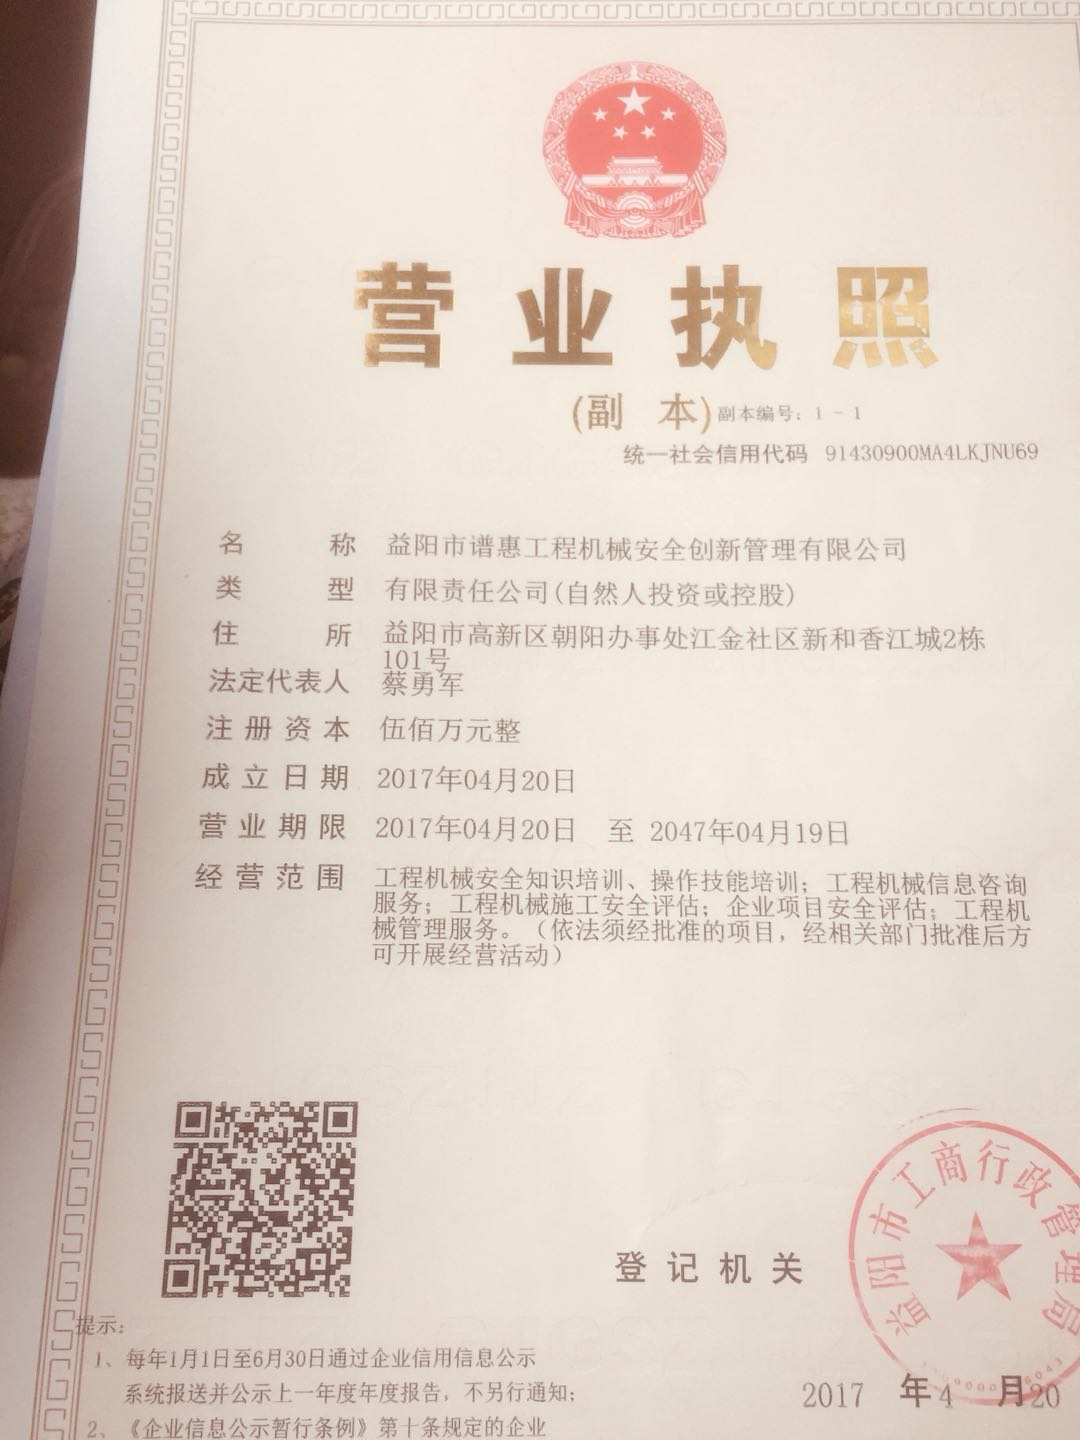 营业执照
(副 本) 副本编号：1 - 1
统一社会信用代码 91430900MA4LKJNU69
名 称 益阳市谱惠工程机械安全创新管理有限公司
类 型 有限责任公司(自然人投资或控股)
住 所 益阳市高新区朝阳办事处江金社区新和香江城2栋
101号
法定代表人 蔡勇军
注册资本 伍佰万元整
成立日期 2017年04月20日
营业期限 2017年04月20日 至 2047年04月19日
经营范围 工程机械安全知识培训、操作技能培训；工程机械信息咨询
服务；工程机械施工安全评估；企业项目安全评估；工程机
械管理服务。（依法须经批准的项目，经相关部门批准后方
可开展经营活动）
登记机关
益阳市工商行政管理局
2017 年 4 月 20
提示：
1、每年1月1日至6月30日通过企业信用信息公示
系统报送并公示上一年度年度报告，不另行通知；
2、《企业信息公示暂行条例》第十条规定的企业